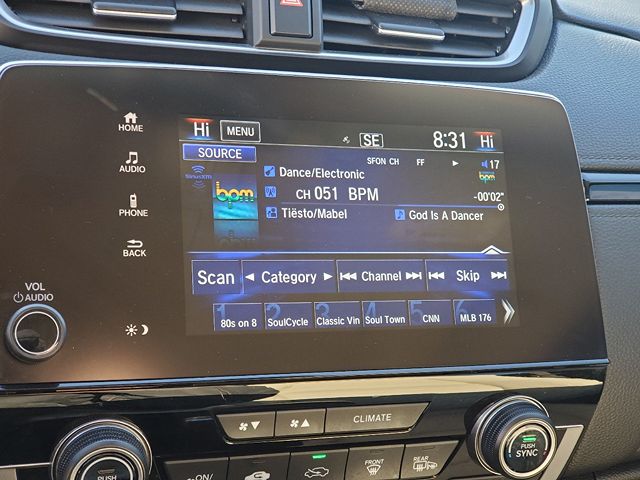 Hi MENU SE 8:31 Hi
SOURCE SFON CH FF 17
SiriusXM Dance/Electronic bpm
bpm CH 051 BPM -00'02"
Tiësto/Mabel God Is A Dancer
Scan Category Channel Skip
1 2 3 4 5 6
80s on 8 SoulCycle Classic Vin Soul Town CNN MLB 176
HOME
AUDIO
PHONE
BACK
VOL
AUDIO
CLIMATE
PUSH
ON/
FRONT
REAR
PUSH
SYNC